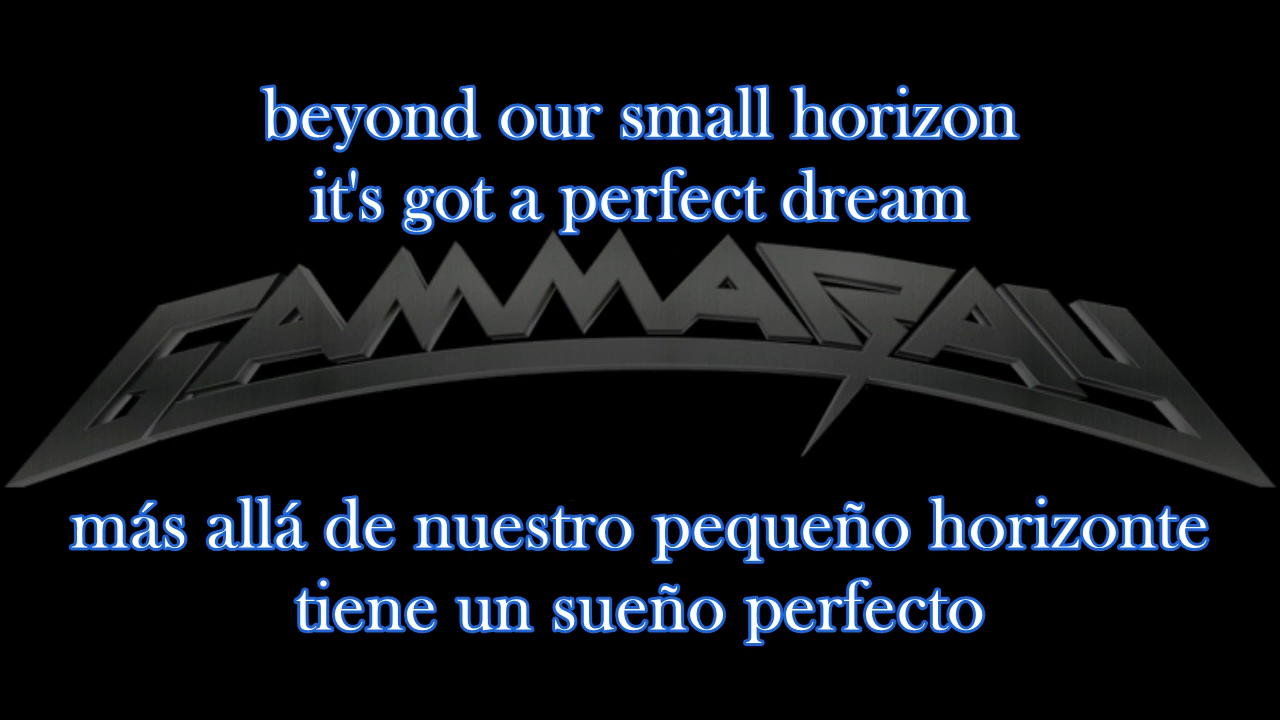 beyond our small horizon
it's got a perfect dream
GAMMARAY
más allá de nuestro pequeño horizonte
tiene un sueño perfecto